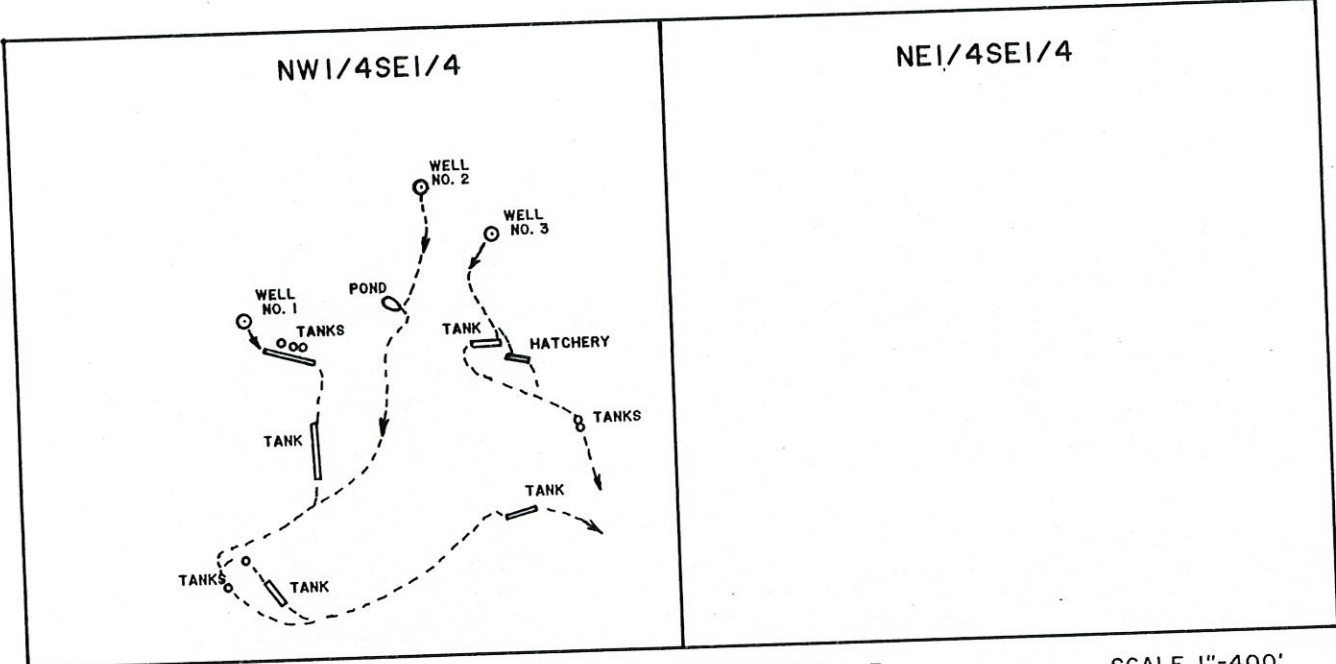 NW1/4SE1/4
NE1/4SE1/4
WELL
NO. 2
WELL
NO. 3
POND
WELL
NO. 1
TANKS
TANK
HATCHERY
TANKS
TANK
TANK
TANKS
TANK
SCALE 1"-400'